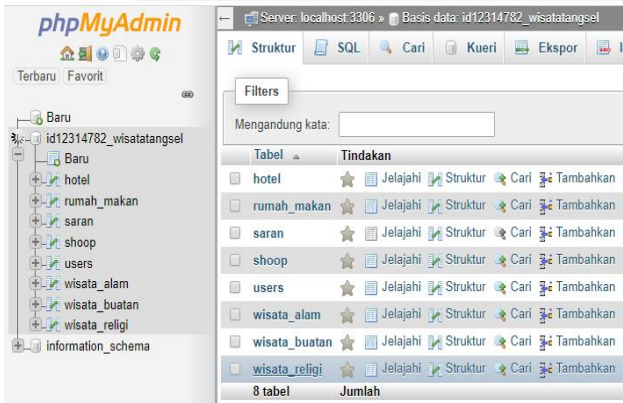 phpMyAdmin
Terbaru Favorit
Baru
id12314782_wisatatangsel
Baru
hotel
rumah_makan
saran
shoop
users
wisata_alam
wisata_buatan
wisata_religi
information_schema
Server: localhost:3306 » Basis data: id12314782_wisatatangsel
Struktur SQL Cari Kueri Ekspor
Filters
Mengandung kata:
Tabel Tindakan
hotel Jelajahi Struktur Cari Tambahkan
rumah_makan Jelajahi Struktur Cari Tambahkan
saran Jelajahi Struktur Cari Tambahkan
shoop Jelajahi Struktur Cari Tambahkan
users Jelajahi Struktur Cari Tambahkan
wisata_alam Jelajahi Struktur Cari Tambahkan
wisata_buatan Jelajahi Struktur Cari Tambahkan
wisata_religi Jelajahi Struktur Cari Tambahkan
8 tabel Jumlah